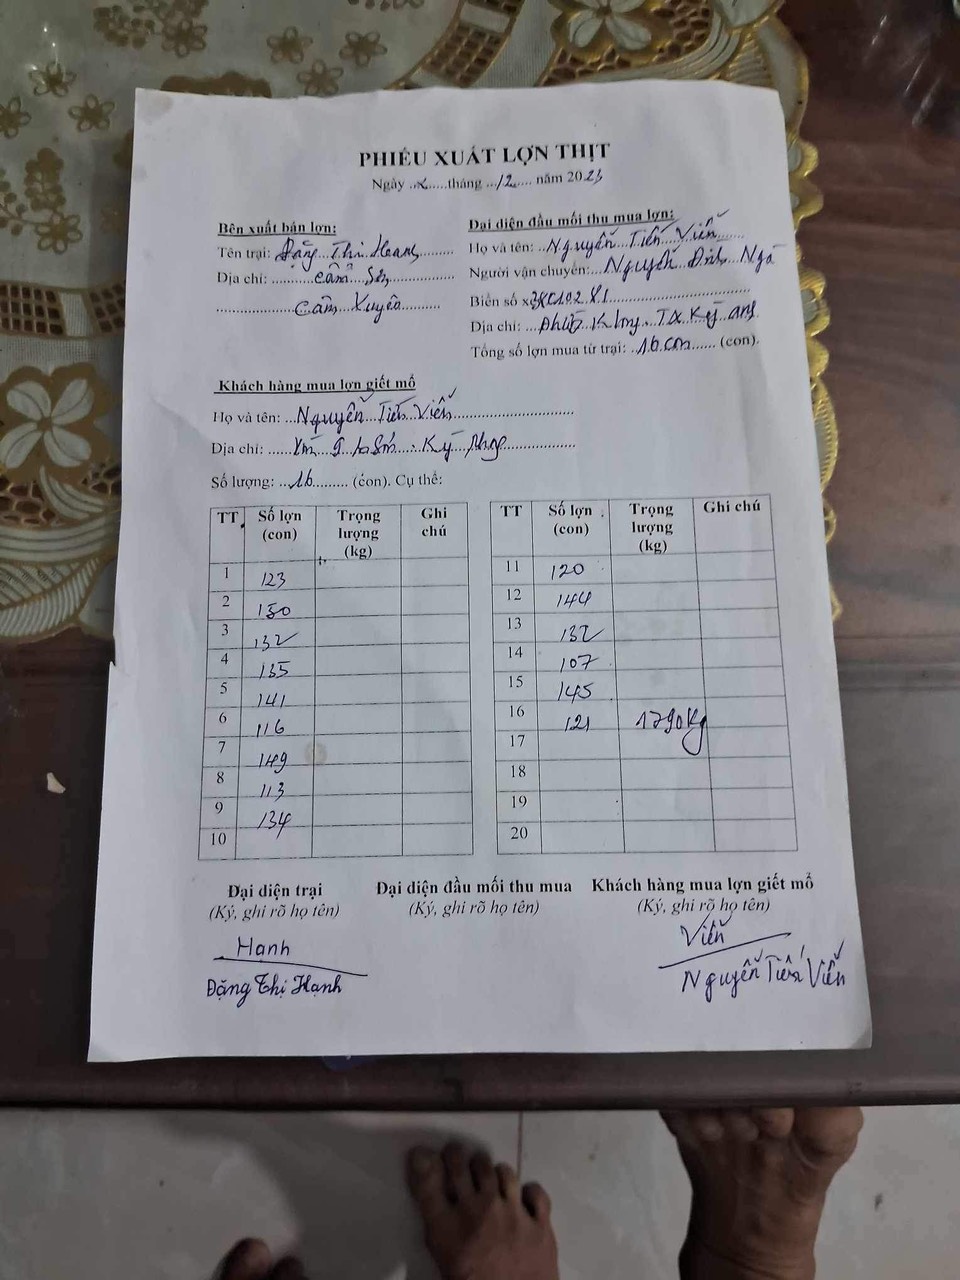 PHIẾU XUẤT LỢN THỊT
Ngày ........tháng ...12..... năm 2023
Bên xuất bán lợn:
Tên trại: Đặng Thị Hạnh
Địa chỉ: Cẩm Sơn
Cẩm Xuyên
Đại diện đầu mối thu mua lợn:
Họ và tên: Nguyễn Tiến Viễn
Người vận chuyển: Nguyễn Đình Ngô
Biển số
Địa chỉ: TX Kỳ anh
Tổng số lợn mua từ trại: 16 con (con).
Khách hàng mua lợn giết mổ
Họ và tên: Nguyễn Tiến Viễn
Địa chỉ: Kỳ
Số lượng: 16 (con). Cụ thể:
TT Số lợn (con) Trọng lượng (kg) Ghi chú
1 123
2 130
3 132
4 135
5 141
6 116
7 149
8 113
9 134
10
TT Số lợn (con) Trọng lượng (kg) Ghi chú
11 120
12 144
13 132
14 107
15 145
16 121 1790kg
17
18
19
20
Đại diện trại
(Ký, ghi rõ họ tên)
Hạnh
Đặng Thị Hạnh
Đại diện đầu mối thu mua
(Ký, ghi rõ họ tên)
Khách hàng mua lợn giết mổ
(Ký, ghi rõ họ tên)
Viễn
Nguyễn Tiến Viễn